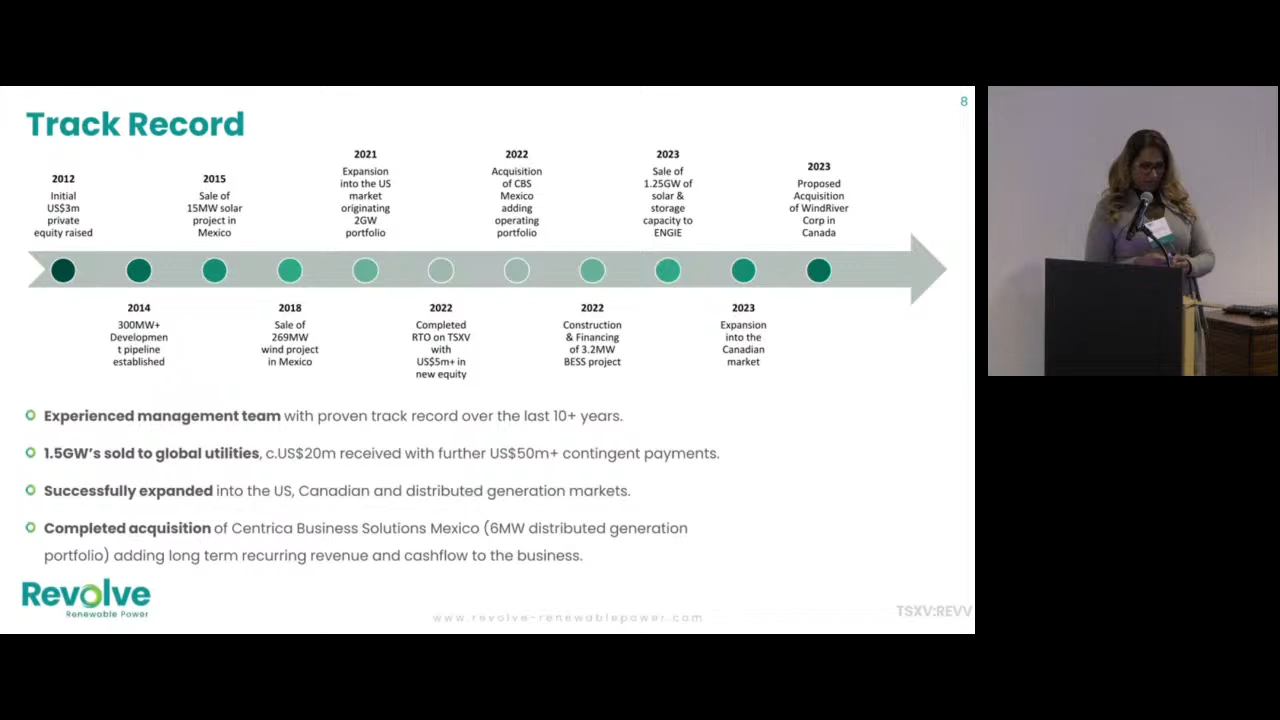 8
Track Record
2012
Initial
US$3m
private
equity raised
2014
300MW+
Developmen
t pipeline
established
2015
Sale of
15MW solar
project in
Mexico
2018
Sale of
269MW
wind project
in Mexico
2021
Expansion
into the US
market
originating
2GW
portfolio
2022
Completed
RTO on TSXV
with
US$5m+ in
new equity
2022
Acquisition
of CBS
Mexico
adding
operating
portfolio
2022
Construction
& Financing
of 3.2MW
BESS project
2023
Sale of
1.25GW of
solar &
storage
capacity to
ENGIE
2023
Expansion
into the
Canadian
market
2023
Proposed
Acquisition
of WindRiver
Corp in
Canada
Experienced management team with proven track record over the last 10+ years.
1.5GW's sold to global utilities, c.US$20m received with further US$50m+ contingent payments.
Successfully expanded into the US, Canadian and distributed generation markets.
Completed acquisition of Centrica Business Solutions Mexico (6MW distributed generation
portfolio) adding long term recurring revenue and cashflow to the business.
Revolve
Renewable Power
www.revolve-renewablepower.com
TSXV:REVV